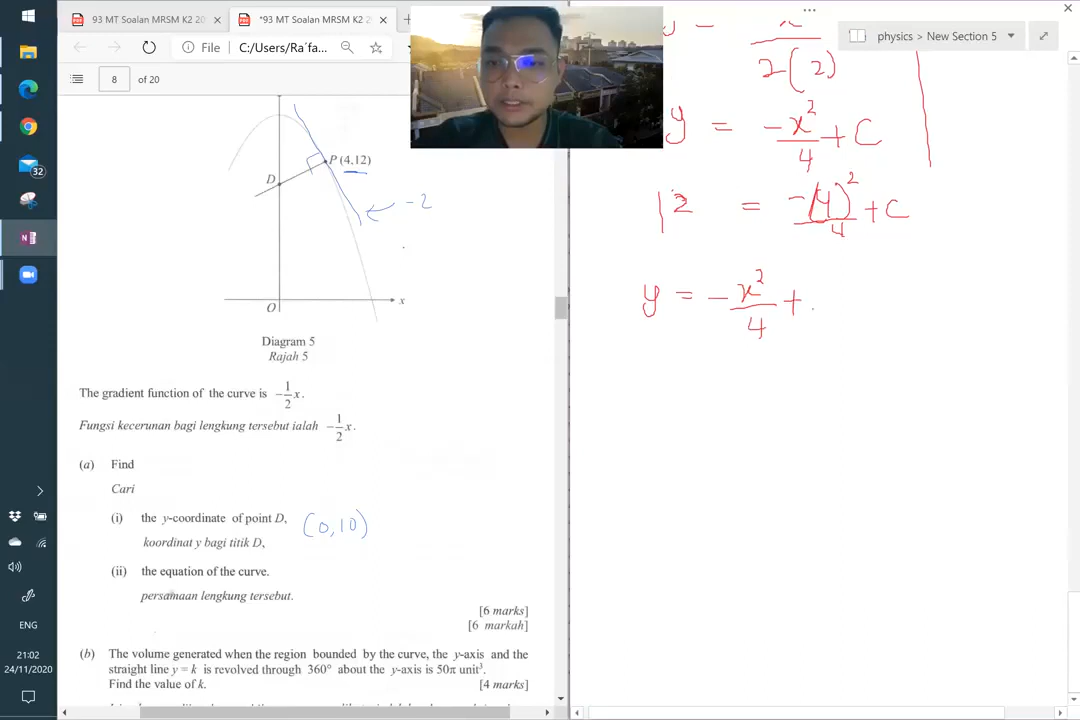 93 MT Soalan MRSM K2 20
*93 MT Soalan MRSM K2 2
File
C:/Users/Ra´fa...
8 of 20
physics > New Section 5
32
P (4,12)
D
-2
O
x
Diagram 5
Rajah 5
The gradient function of the curve is -1/2 x.
Fungsi kecerunan bagi lengkung tersebut ialah -1/2 x.
(a) Find
Cari
(i) the y-coordinate of point D, (0,10)
koordinat y bagi titik D,
(ii) the equation of the curve.
persamaan lengkung tersebut.
[6 marks]
[6 markah]
(b) The volume generated when the region bounded by the curve, the y-axis and the
straight line y = k is revolved through 360° about the y-axis is 50π unit³.
Find the value of k. [4 marks]
2(2)
y = -x²/4 + C
12 = -(4)²/4 + C
y = -x²/4 +
ENG
21:02
24/11/2020